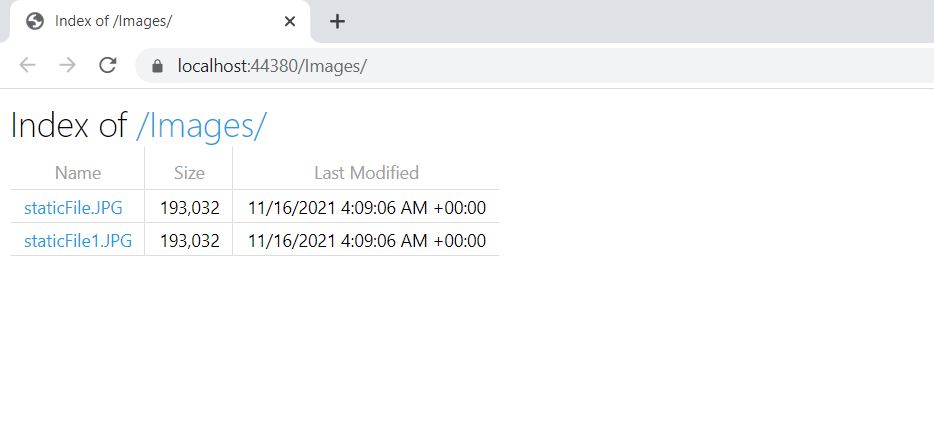 Index of /Images/
localhost:44380/Images/
Index of /Images/
Name Size Last Modified
staticFile.JPG 193,032 11/16/2021 4:09:06 AM +00:00
staticFile1.JPG 193,032 11/16/2021 4:09:06 AM +00:00